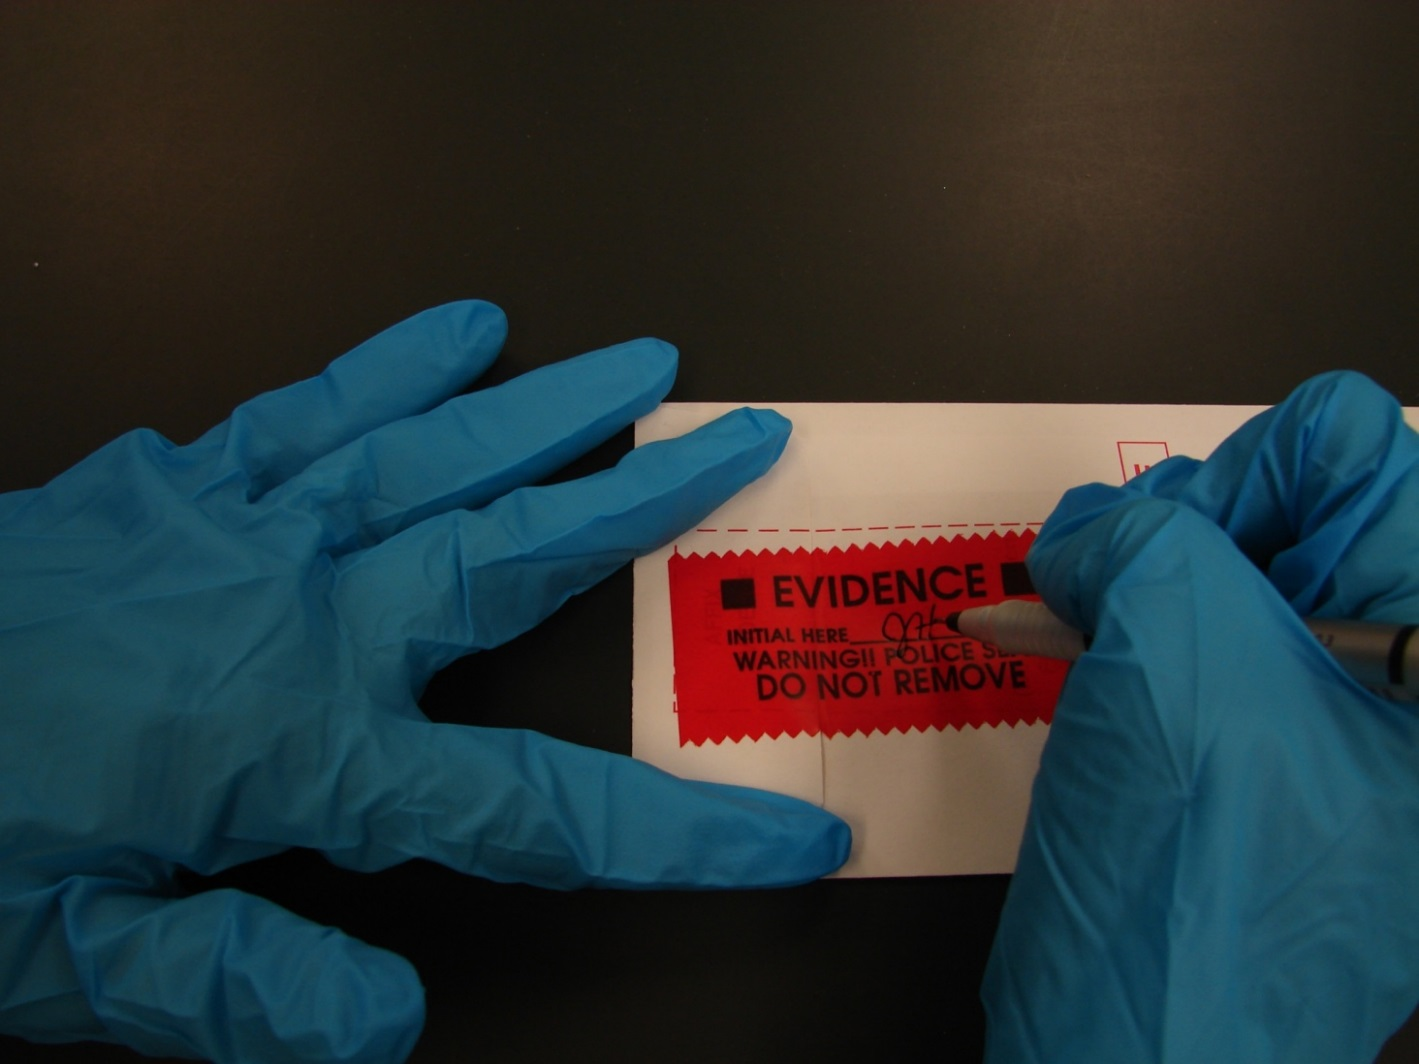 EVIDENCE
INITIAL HERE
WARNING!! POLICE
DO NOT REMOVE